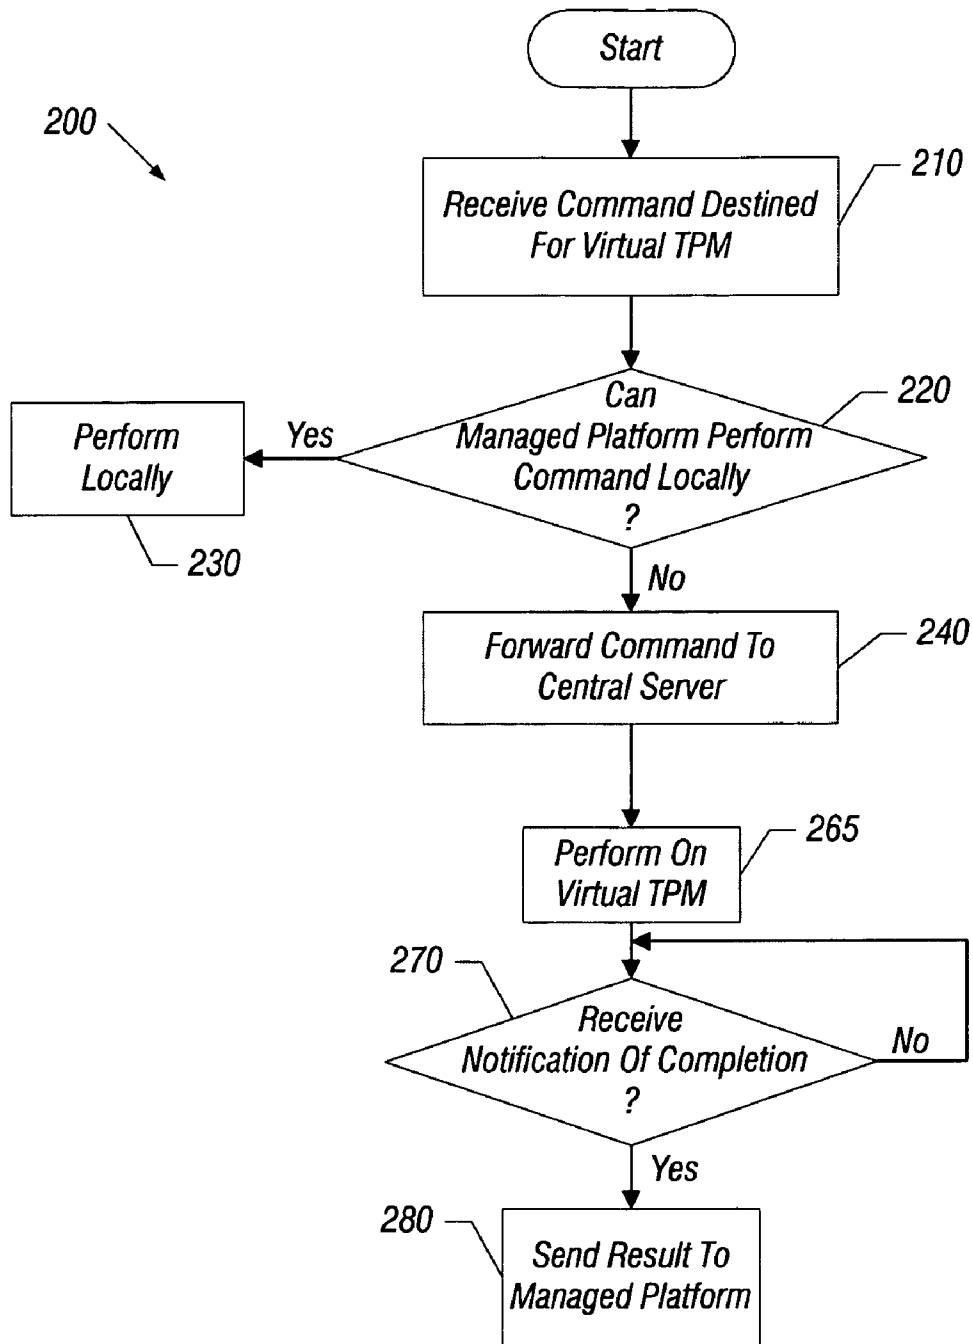 Start
200
210
Receive Command Destined
For Virtual TPM
220
Can
Managed Platform Perform
Command Locally
?
Yes
Perform
Locally
230
No
240
Forward Command To
Central Server
265
Perform On
Virtual TPM
270
Receive
Notification Of Completion
?
No
Yes
280
Send Result To
Managed Platform